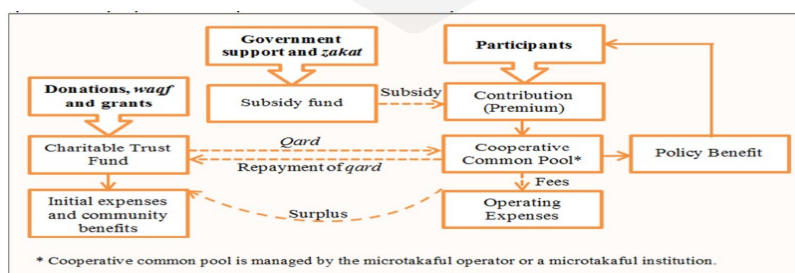 Government
support and zakat
Participants
Donations, waqf
and grants
Subsidy fund
Subsidy
Contribution
(Premium)
Charitable Trust
Fund
Qard
Repayment of qard
Cooperative
Common Pool*
Policy Benefit
Fees
Initial expenses
and community
benefits
Surplus
Operating
Expenses
* Cooperative common pool is managed by the microtakaful operator or a microtakaful institution.